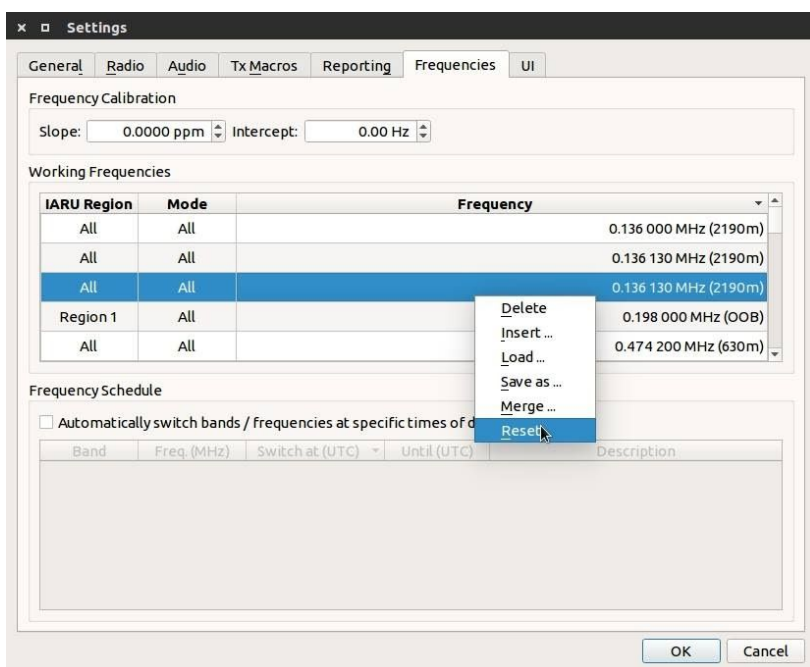 Settings
General Radio Audio Tx Macros Reporting Frequencies UI
Frequency Calibration
Slope: 0.0000 ppm Intercept: 0.00 Hz
Working Frequencies
IARU Region Mode Frequency
All All 0.136 000 MHz (2190m)
All All 0.136 130 MHz (2190m)
All All 0.136 130 MHz (2190m)
Region 1 All 0.198 000 MHz (OOB)
All All 0.474 200 MHz (630m)
Delete
Insert ...
Load ...
Save as ...
Merge ...
Reset
Frequency Schedule
Automatically switch bands / frequencies at specific times of d
Band Freq. (MHz) Switch at (UTC) Until (UTC) Description
OK Cancel